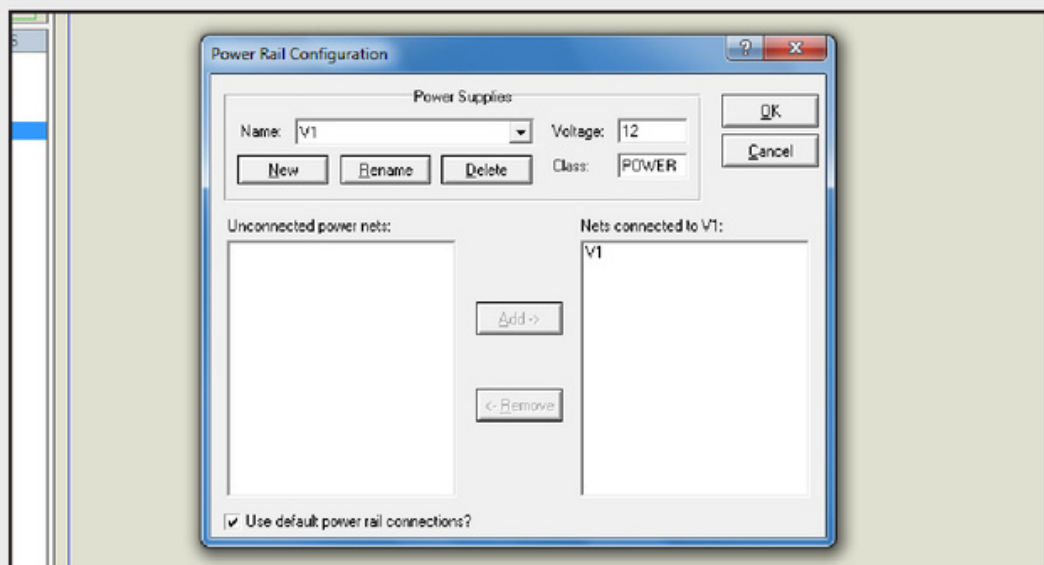 Power Rail Configuration
?
Power Supplies
Name: V1
Voltage: 12
OK
New Rename Delete
Class: POWER
Cancel
Unconnected power nets:
Nets connected to V1:
V1
Add ->
<- Remove
Use default power rail connections?